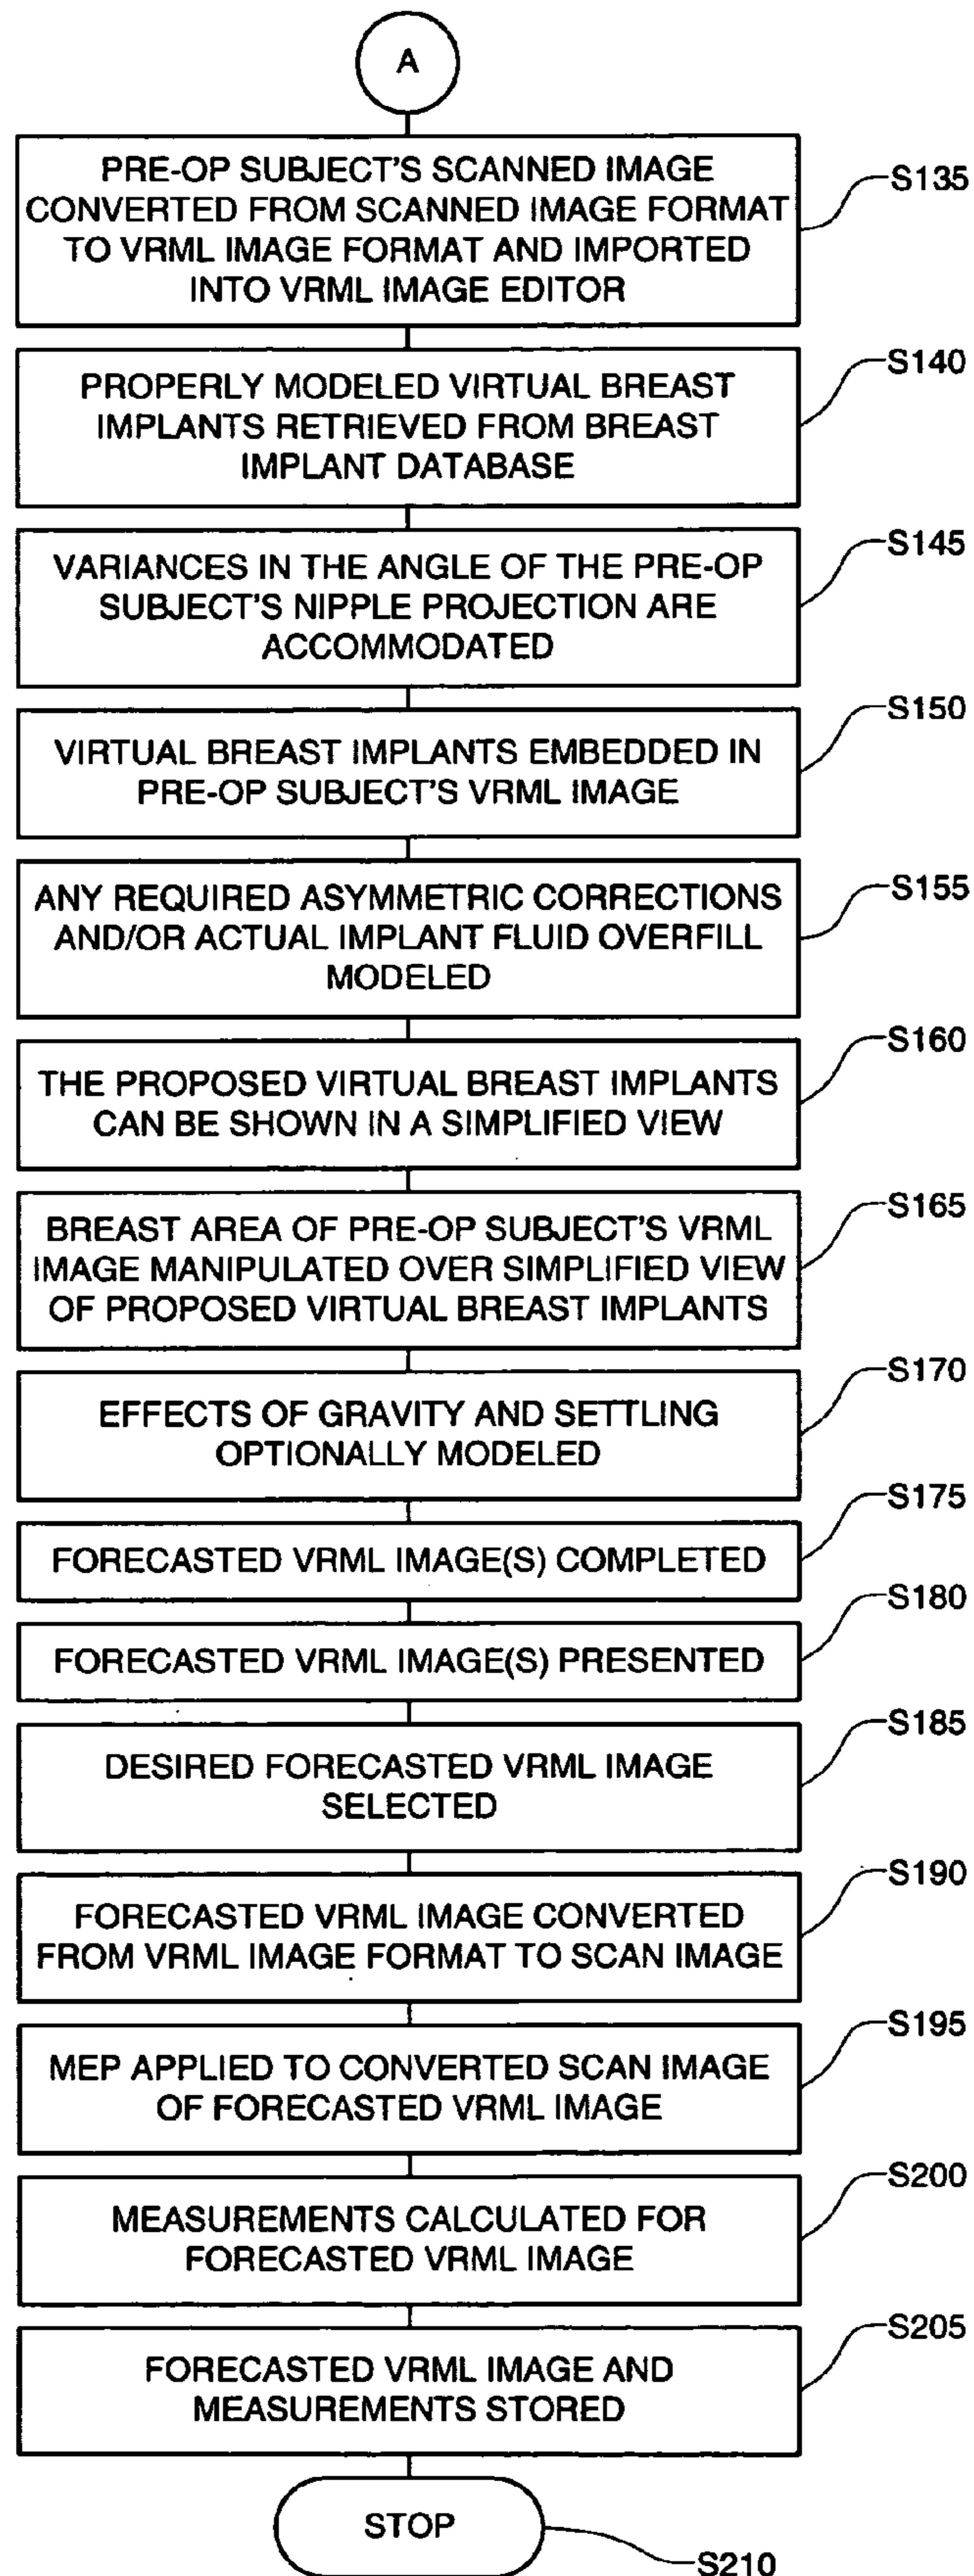 A
PRE-OP SUBJECT'S SCANNED IMAGE
CONVERTED FROM SCANNED IMAGE FORMAT
TO VRML IMAGE FORMAT AND IMPORTED
INTO VRML IMAGE EDITOR
S135
PROPERLY MODELED VIRTUAL BREAST
IMPLANTS RETRIEVED FROM BREAST
IMPLANT DATABASE
S140
VARIANCES IN THE ANGLE OF THE PRE-OP
SUBJECT'S NIPPLE PROJECTION ARE
ACCOMMODATED
S145
VIRTUAL BREAST IMPLANTS EMBEDDED IN
PRE-OP SUBJECT'S VRML IMAGE
S150
ANY REQUIRED ASYMMETRIC CORRECTIONS
AND/OR ACTUAL IMPLANT FLUID OVERFILL
MODELED
S155
THE PROPOSED VIRTUAL BREAST IMPLANTS
CAN BE SHOWN IN A SIMPLIFIED VIEW
S160
BREAST AREA OF PRE-OP SUBJECT'S VRML
IMAGE MANIPULATED OVER SIMPLIFIED VIEW
OF PROPOSED VIRTUAL BREAST IMPLANTS
S165
EFFECTS OF GRAVITY AND SETTLING
OPTIONALLY MODELED
S170
FORECASTED VRML IMAGE(S) COMPLETED
S175
FORECASTED VRML IMAGE(S) PRESENTED
S180
DESIRED FORECASTED VRML IMAGE
SELECTED
S185
FORECASTED VRML IMAGE CONVERTED
FROM VRML IMAGE FORMAT TO SCAN IMAGE
S190
MEP APPLIED TO CONVERTED SCAN IMAGE
OF FORECASTED VRML IMAGE
S195
MEASUREMENTS CALCULATED FOR
FORECASTED VRML IMAGE
S200
FORECASTED VRML IMAGE AND
MEASUREMENTS STORED
S205
STOP
S210